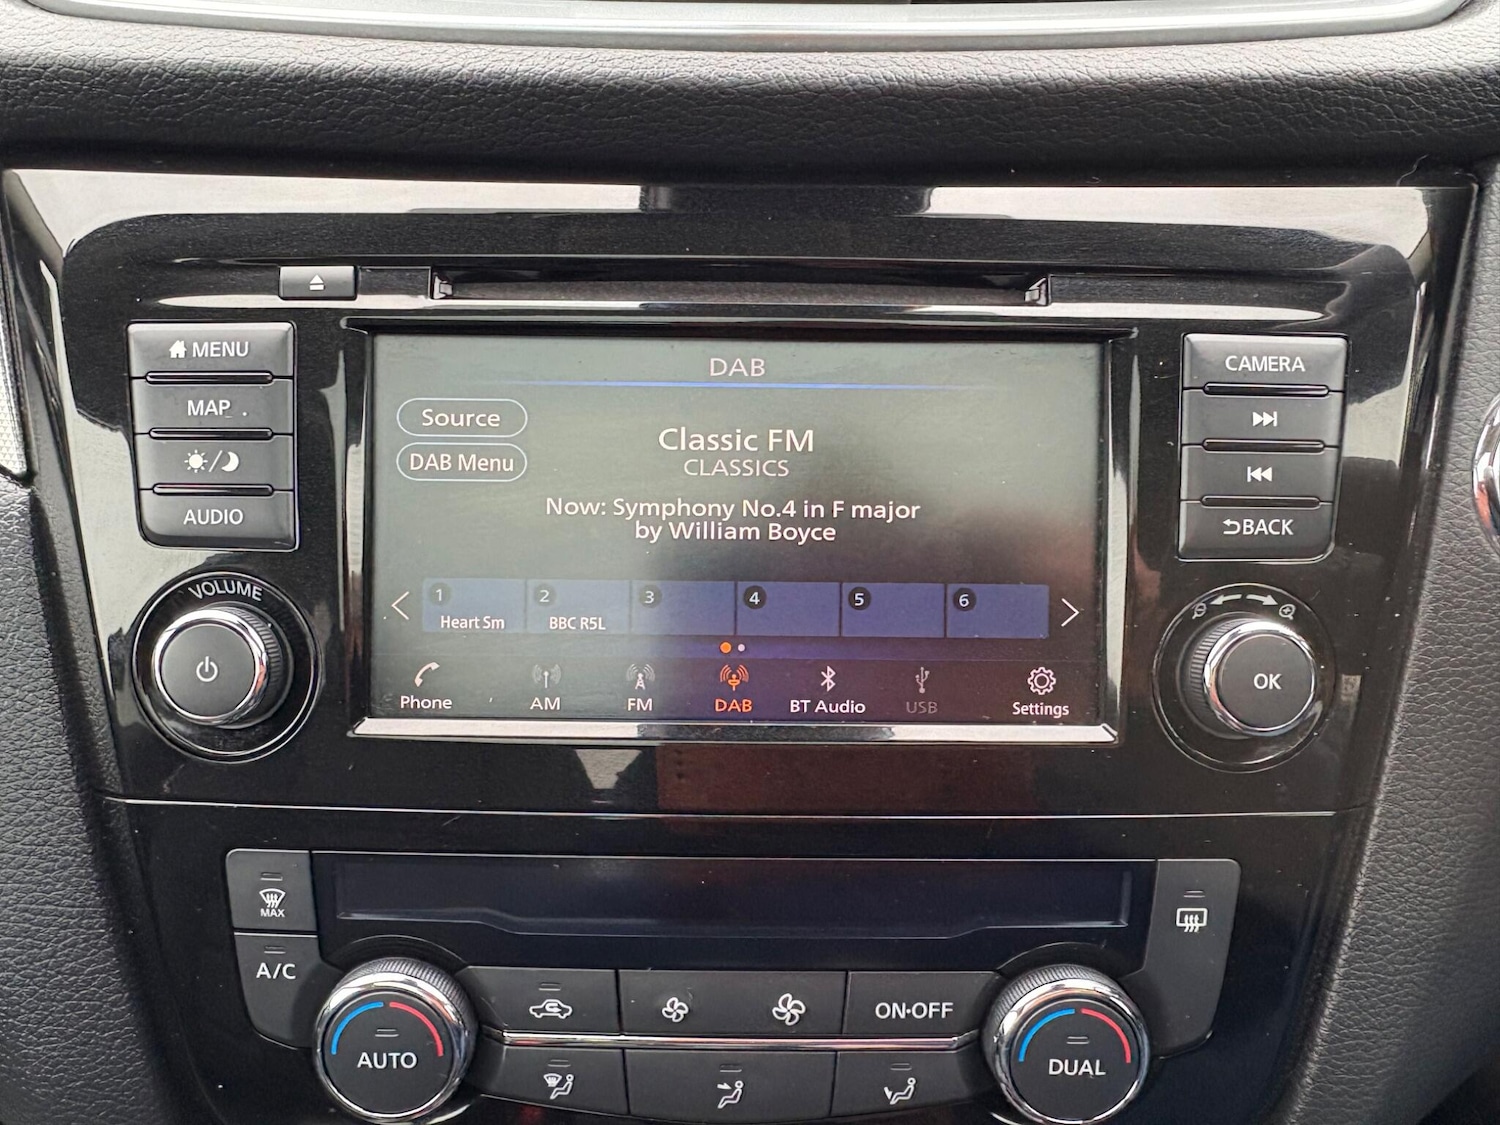 MENU
MAP
AUDIO
VOLUME
DAB
Source
DAB Menu
Classic FM
CLASSICS
Now: Symphony No.4 in F major
by William Boyce
1 2 3 4 5 6
Heart Sm BBC R5L
Phone AM FM DAB BT Audio USB Settings
CAMERA
BACK
OK
MAX
A/C
AUTO
ON•OFF
DUAL